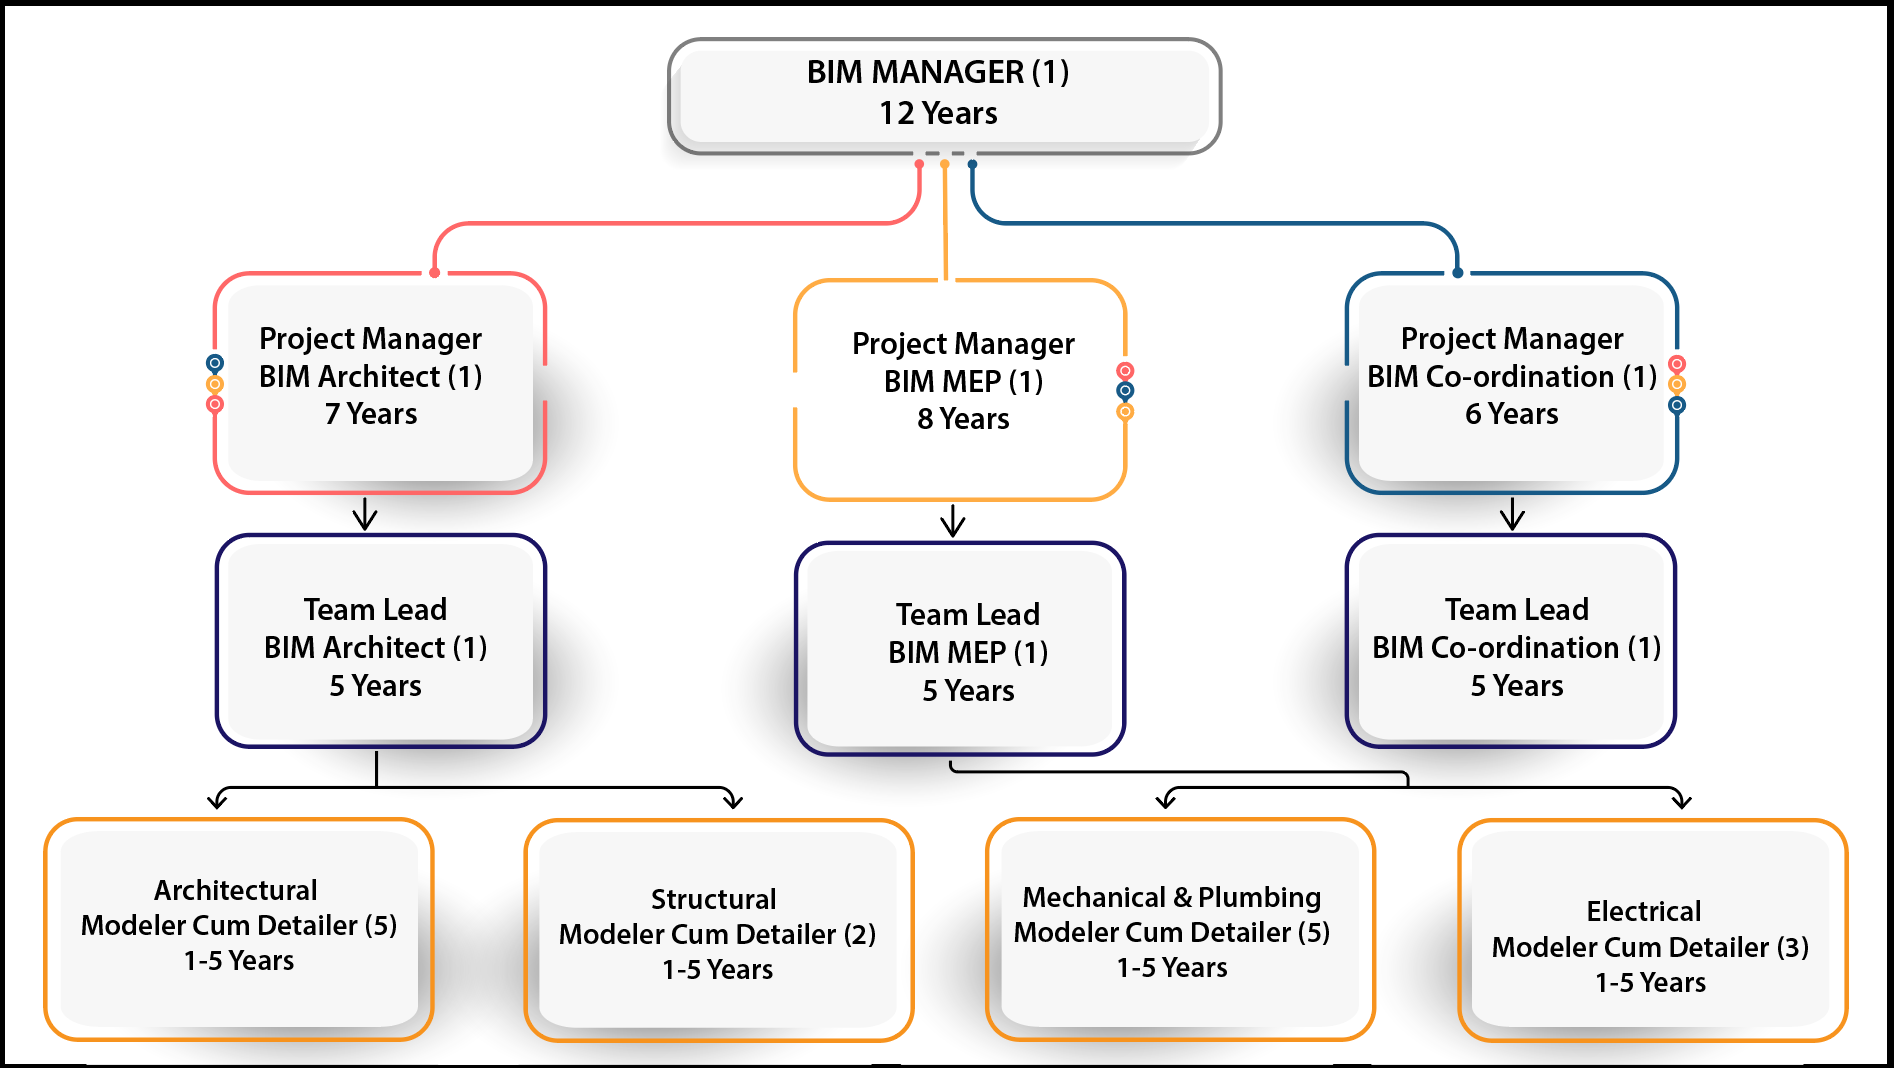 BIM MANAGER (1)
12 Years
Project Manager
BIM Architect (1)
7 Years
Project Manager
BIM MEP (1)
8 Years
Project Manager
BIM Co-ordination (1)
6 Years
Team Lead
BIM Architect (1)
5 Years
Team Lead
BIM MEP (1)
5 Years
Team Lead
BIM Co-ordination (1)
5 Years
Architectural
Modeler Cum Detailer (5)
1-5 Years
Structural
Modeler Cum Detailer (2)
1-5 Years
Mechanical & Plumbing
Modeler Cum Detailer (5)
1-5 Years
Electrical
Modeler Cum Detailer (3)
1-5 Years